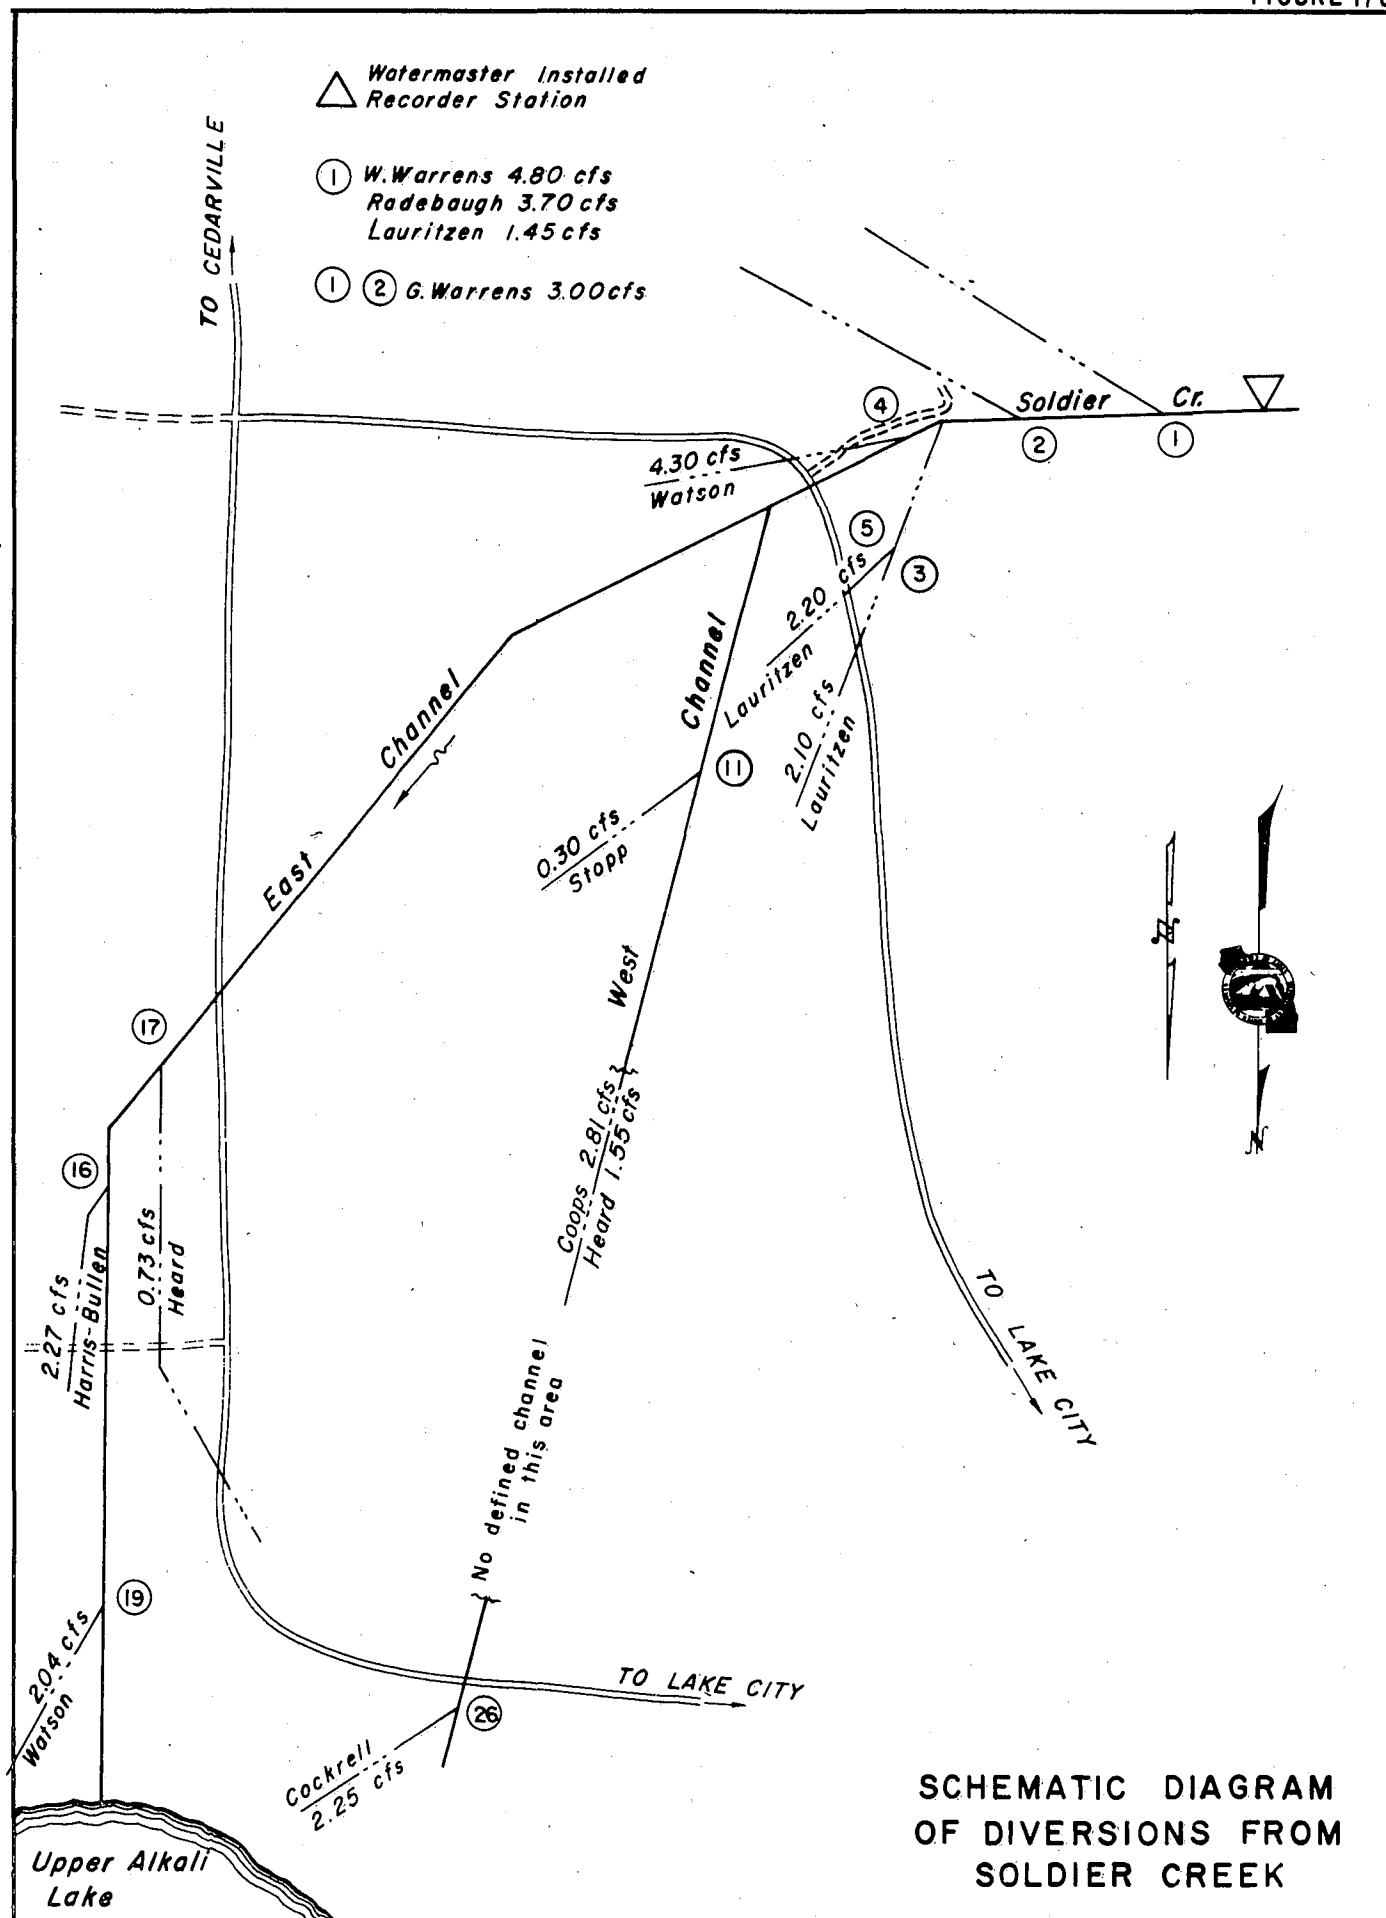 Watermaster Installed
Recorder Station
1 W. Warrens 4.80 cfs
Radebaugh 3.70 cfs
Lauritzen 1.45 cfs
1 2 G. Warrens 3.00 cfs
TO CEDARVILLE
Soldier Cr.
4
2
1
4.30 cfs
Watson
5
3
2.20 cfs
Lauritzen
2.10 cfs
Lauritzen
East Channel
West Channel
11
0.30 cfs
Stopp
17
16
0.73 cfs
Heard
2.27 cfs
Harris-Bullen
Coops 2.81 cfs
Heard 1.55 cfs
No defined channel
in this area
TO LAKE CITY
N
N
19
2.04 cfs
Watson
TO LAKE CITY
26
Cockrell
2.25 cfs
Upper Alkali
Lake
SCHEMATIC DIAGRAM
OF DIVERSIONS FROM
SOLDIER CREEK